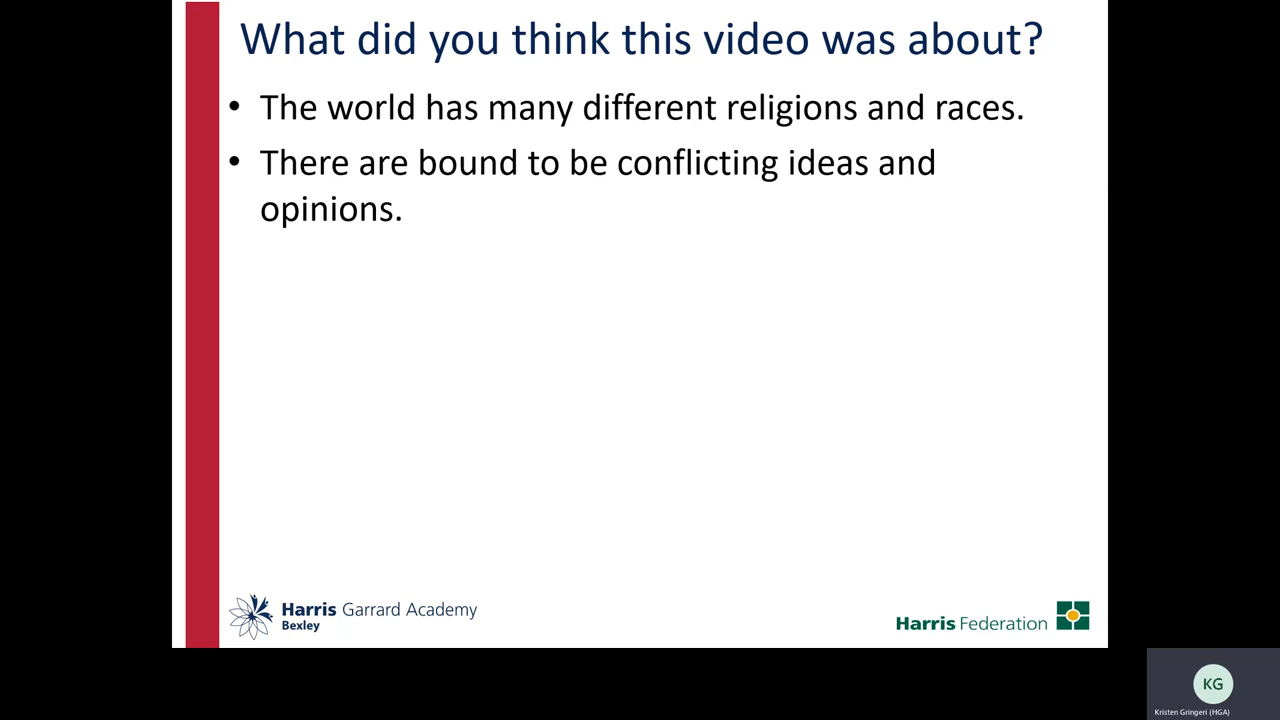 What did you think this video was about?
• The world has many different religions and races.
• There are bound to be conflicting ideas and
opinions.
Harris Garrard Academy
Bexley
Harris Federation
KG
Kristen Gringeri (HGA)